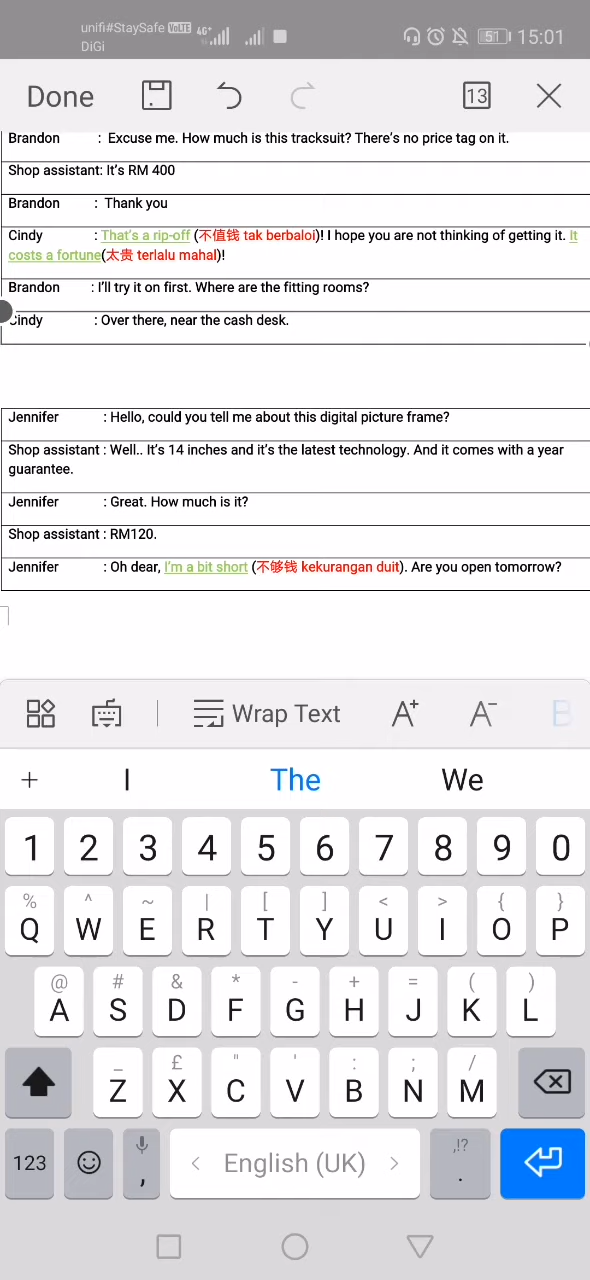 unifi#StaySafe VoLTE 4G+
DiGi
51 15:01
Done 13
Brandon : Excuse me. How much is this tracksuit? There's no price tag on it.
Shop assistant: It's RM 400
Brandon : Thank you
Cindy : That's a rip-off (不值钱 tak berbaloi)! I hope you are not thinking of getting it. It
costs a fortune(太贵 terlalu mahal)!
Brandon : I'll try it on first. Where are the fitting rooms?
Cindy : Over there, near the cash desk.
Jennifer : Hello, could you tell me about this digital picture frame?
Shop assistant : Well.. It's 14 inches and it's the latest technology. And it comes with a year
guarantee.
Jennifer : Great. How much is it?
Shop assistant : RM120.
Jennifer : Oh dear, I'm a bit short (不够钱 kekurangan duit). Are you open tomorrow?
Wrap Text A+ A- B
+ I The We
1 2 3 4 5 6 7 8 9 0
% ^ ~ | [ ] < > { }
Q W E R T Y U I O P
@ # & * - + = ( )
A S D F G H J K L
_ £ " ' : ; /
Z X C V B N M
123 , < English (UK) > ,!? .